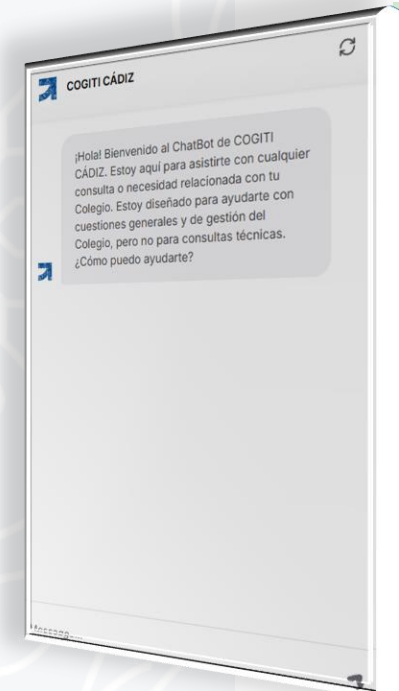 COGITI CÁDIZ
¡Hola! Bienvenido al ChatBot de COGITI
CÁDIZ. Estoy aquí para asistirte con cualquier
consulta o necesidad relacionada con tu
Colegio. Estoy diseñado para ayudarte con
cuestiones generales y de gestión del
Colegio, pero no para consultas técnicas.
¿Cómo puedo ayudarte?
Message...